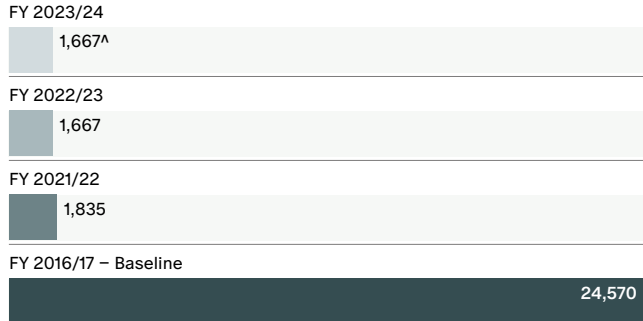 FY 2023/24
1,667^
FY 2022/23
1,667
FY 2021/22
1,835
FY 2016/17 – Baseline
24,570